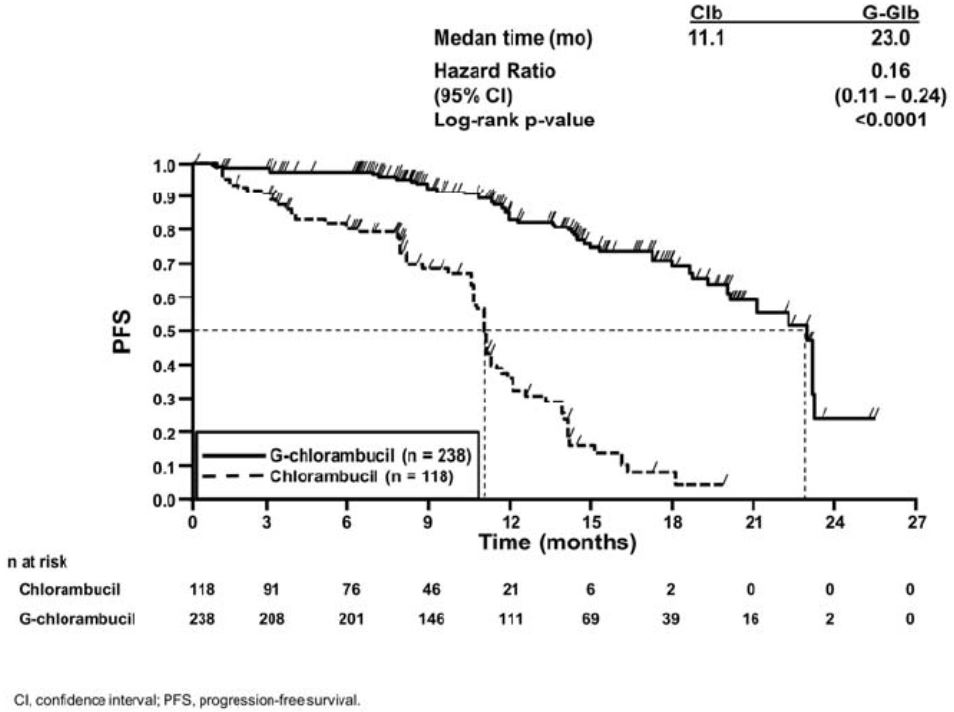 Clb G-Glb
Medan time (mo) 11.1 23.0
Hazard Ratio 0.16
(95% CI) (0.11 – 0.24)
Log-rank p-value <0.0001
1.0
0.9
0.8
0.7
0.6
0.5
0.4
0.3
0.2
0.1
0.0
PFS
G-chlorambucil (n = 238)
Chlorambucil (n = 118)
0 3 6 9 12 15 18 21 24 27
Time (months)
n at risk
Chlorambucil 118 91 76 46 21 6 2 0 0 0
G-chlorambucil 238 208 201 146 111 69 39 16 2 0
CI, confidence interval; PFS, progression-free survival.